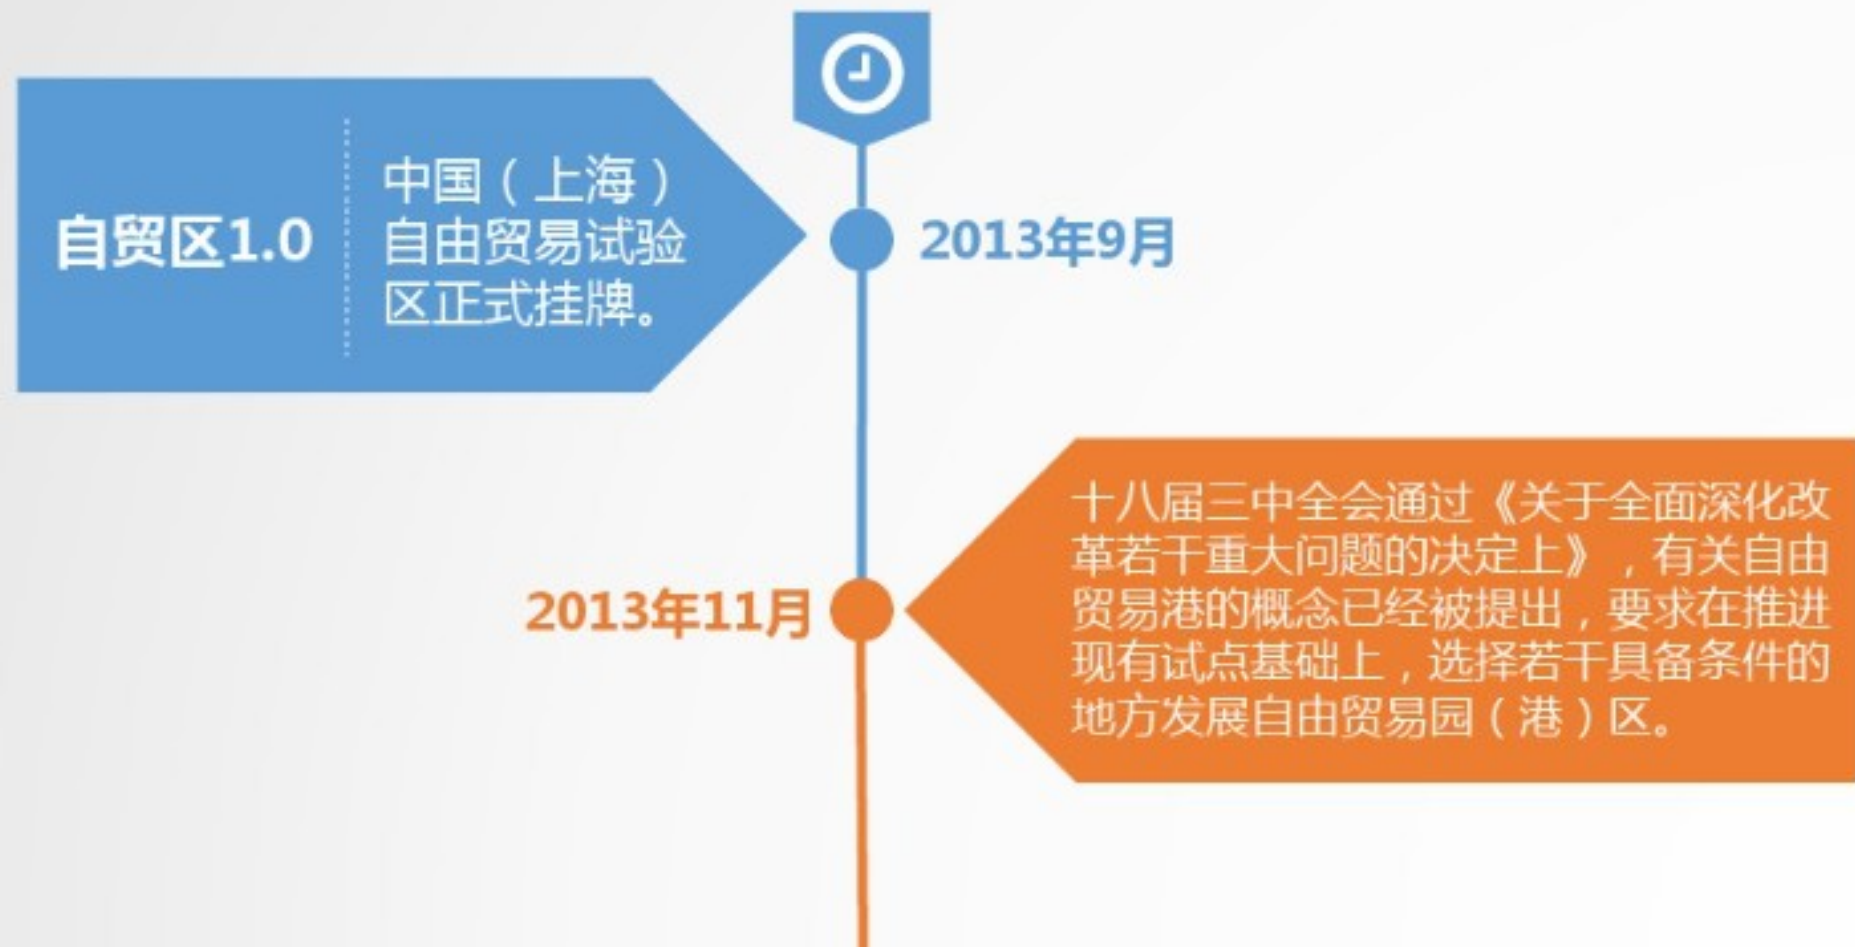 自贸区1.0
中国（上海）
自由贸易试验
区正式挂牌。
2013年9月
2013年11月
十八届三中全会通过《关于全面深化改
革若干重大问题的决定上》，有关自由
贸易港的概念已经被提出，要求在推进
现有试点基础上，选择若干具备条件的
地方发展自由贸易园（港）区。